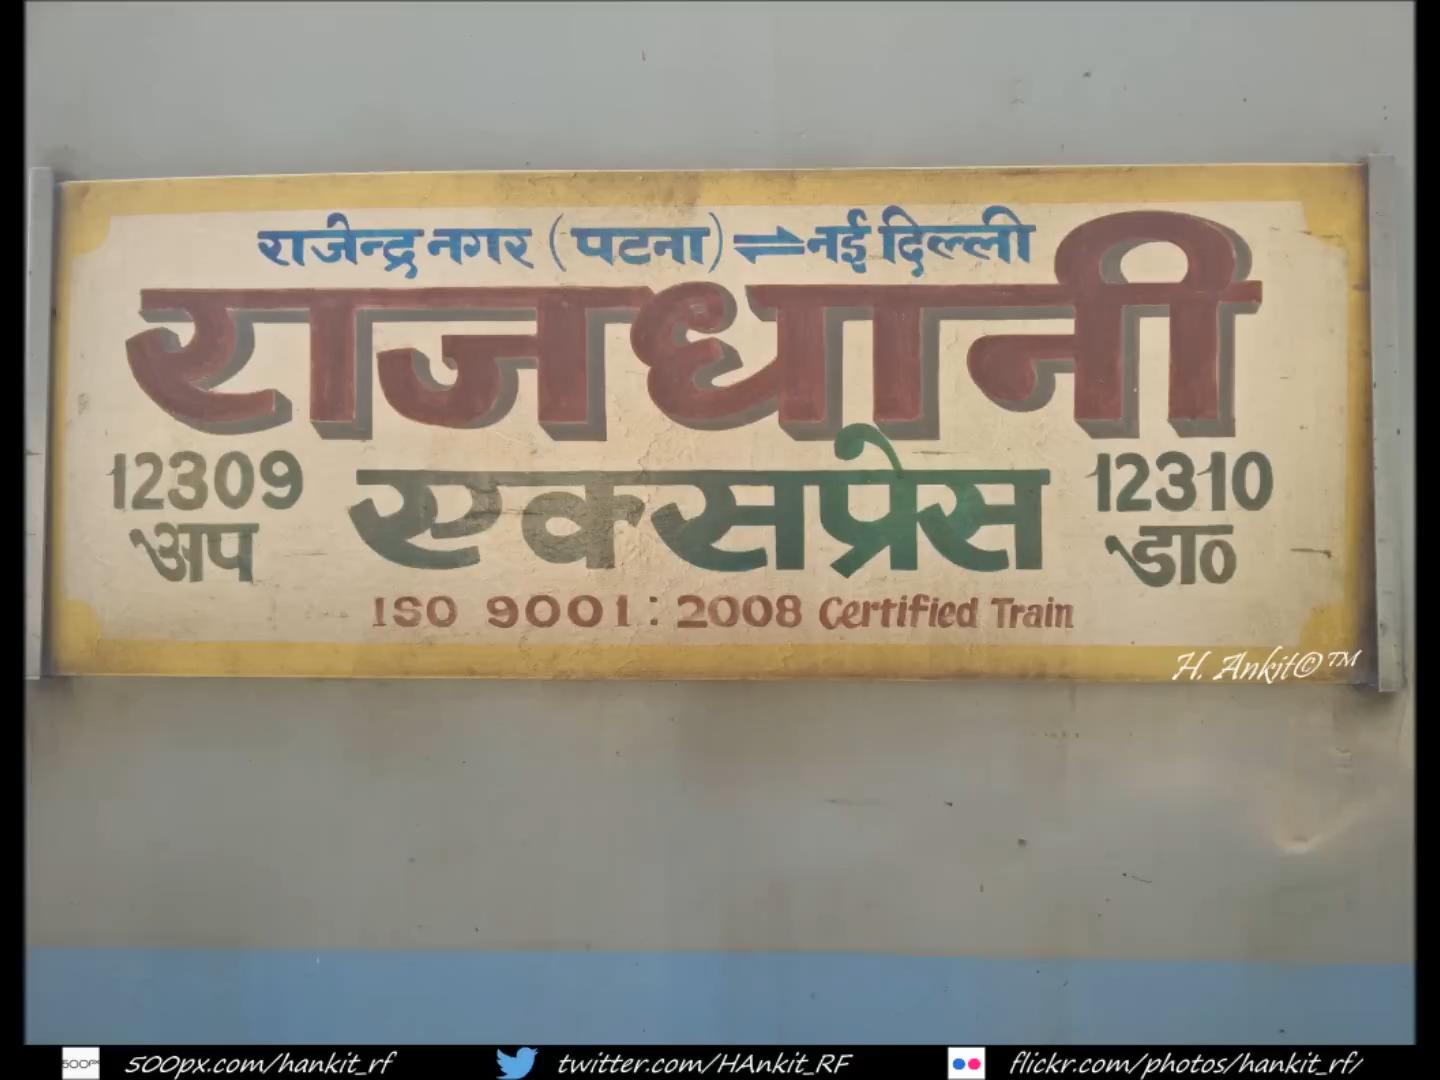 राजेन्द्र नगर (पटना) ⇌ नई दिल्ली
राजधानी
12309 एक्सप्रेस 12310
अप डा०
ISO 9001:2008 Certified Train
H. Ankit©™
500PX 500px.com/hankit_rf twitter.com/HAnkit_RF flickr.com/photos/hankit_rf/